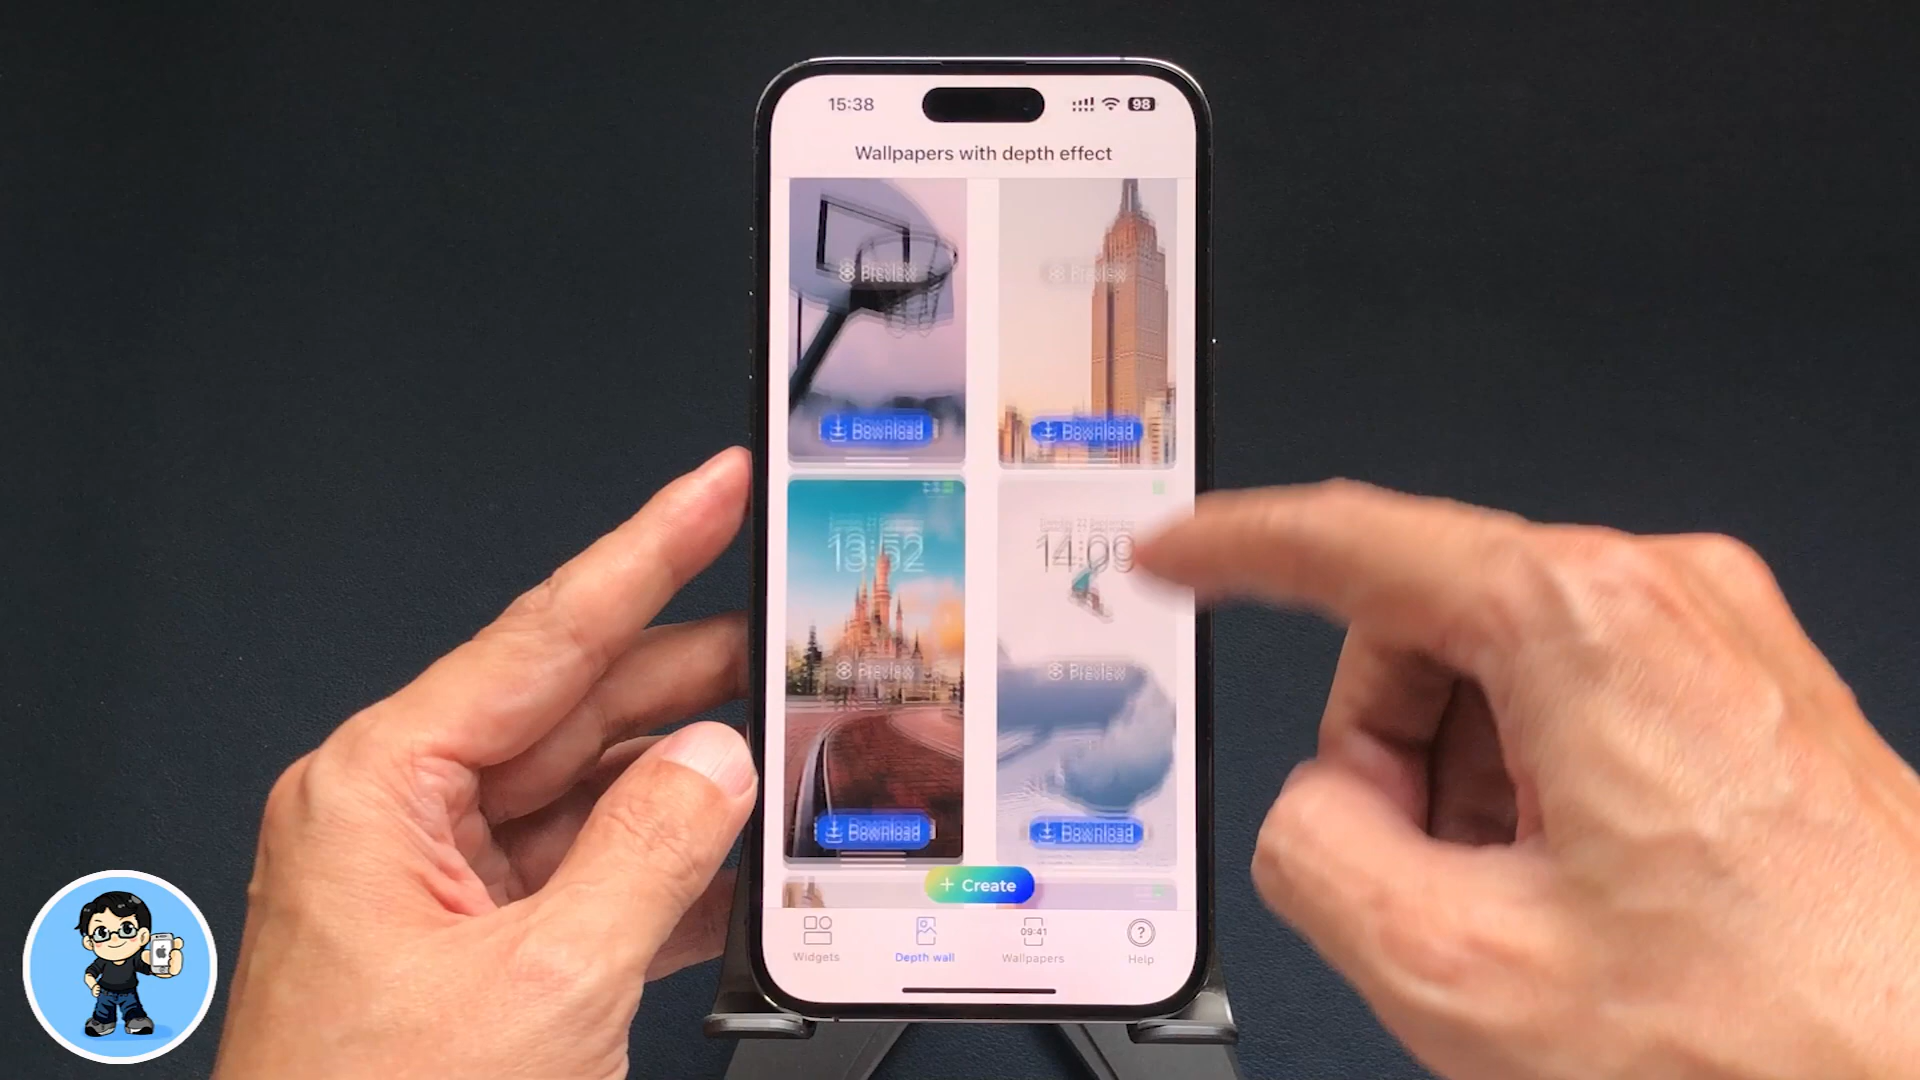 15:38
98
Wallpapers with depth effect
Preview
Preview
Download
Download
13:52
14:09
Preview
Preview
Download
Download
+ Create
09:41
?
Widgets
Depth wall
Wallpapers
Help